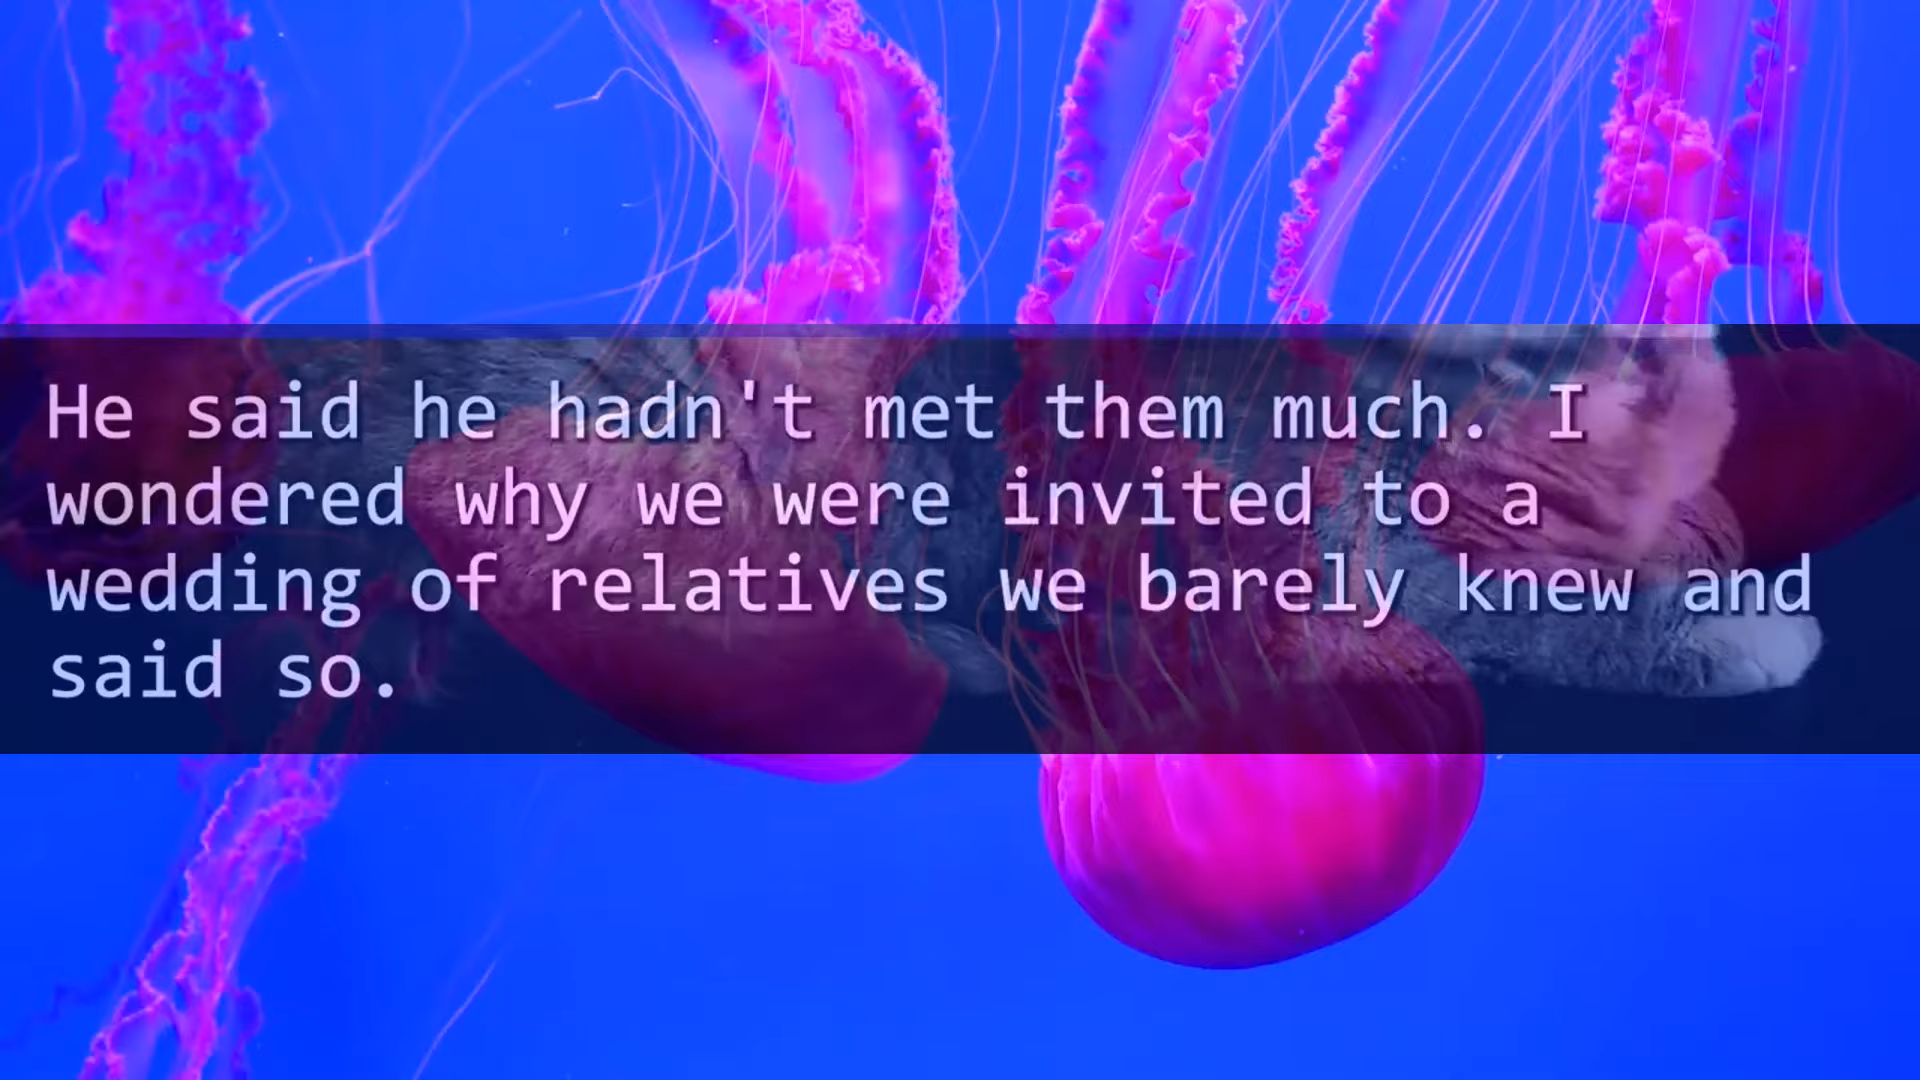 He said he hadn't met them much. I
wondered why we were invited to a
wedding of relatives we barely knew and
said so.